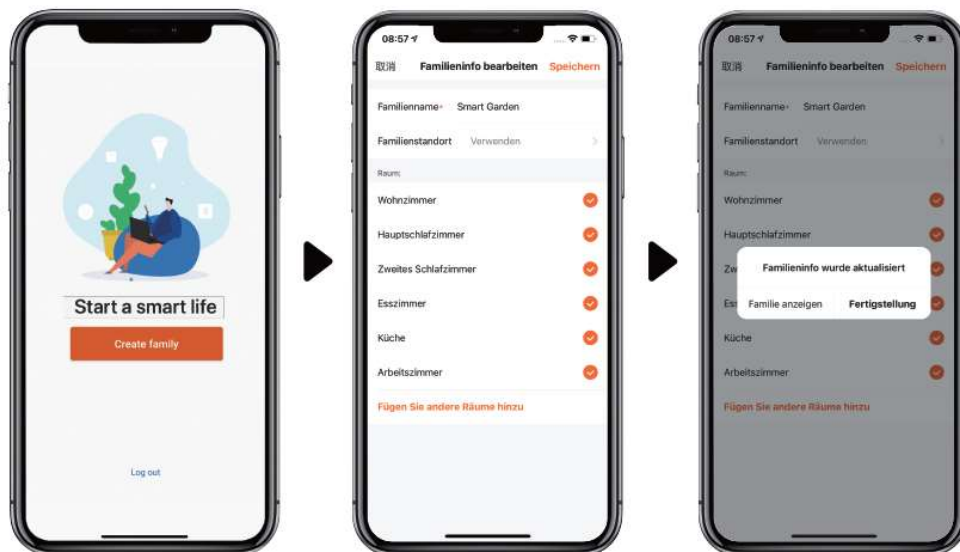 Start a smart life
Create family
Log out
08:57
取消 Familieninfo bearbeiten Speichern
Familienname* Smart Garden
Familienstandort Verwenden
Raum:
Wohnzimmer
Hauptschlafzimmer
Zweites Schlafzimmer
Esszimmer
Küche
Arbeitszimmer
Fügen Sie andere Räume hinzu
08:57
取消 Familieninfo bearbeiten Speichern
Familienname* Smart Garden
Familienstandort Verwenden
Raum:
Wohnzimmer
Hauptschlafzimmer
Zw
Familieninfo wurde aktualisiert
Ess
Familie anzeigen Fertigstellung
Küche
Arbeitszimmer
Fügen Sie andere Räume hinzu